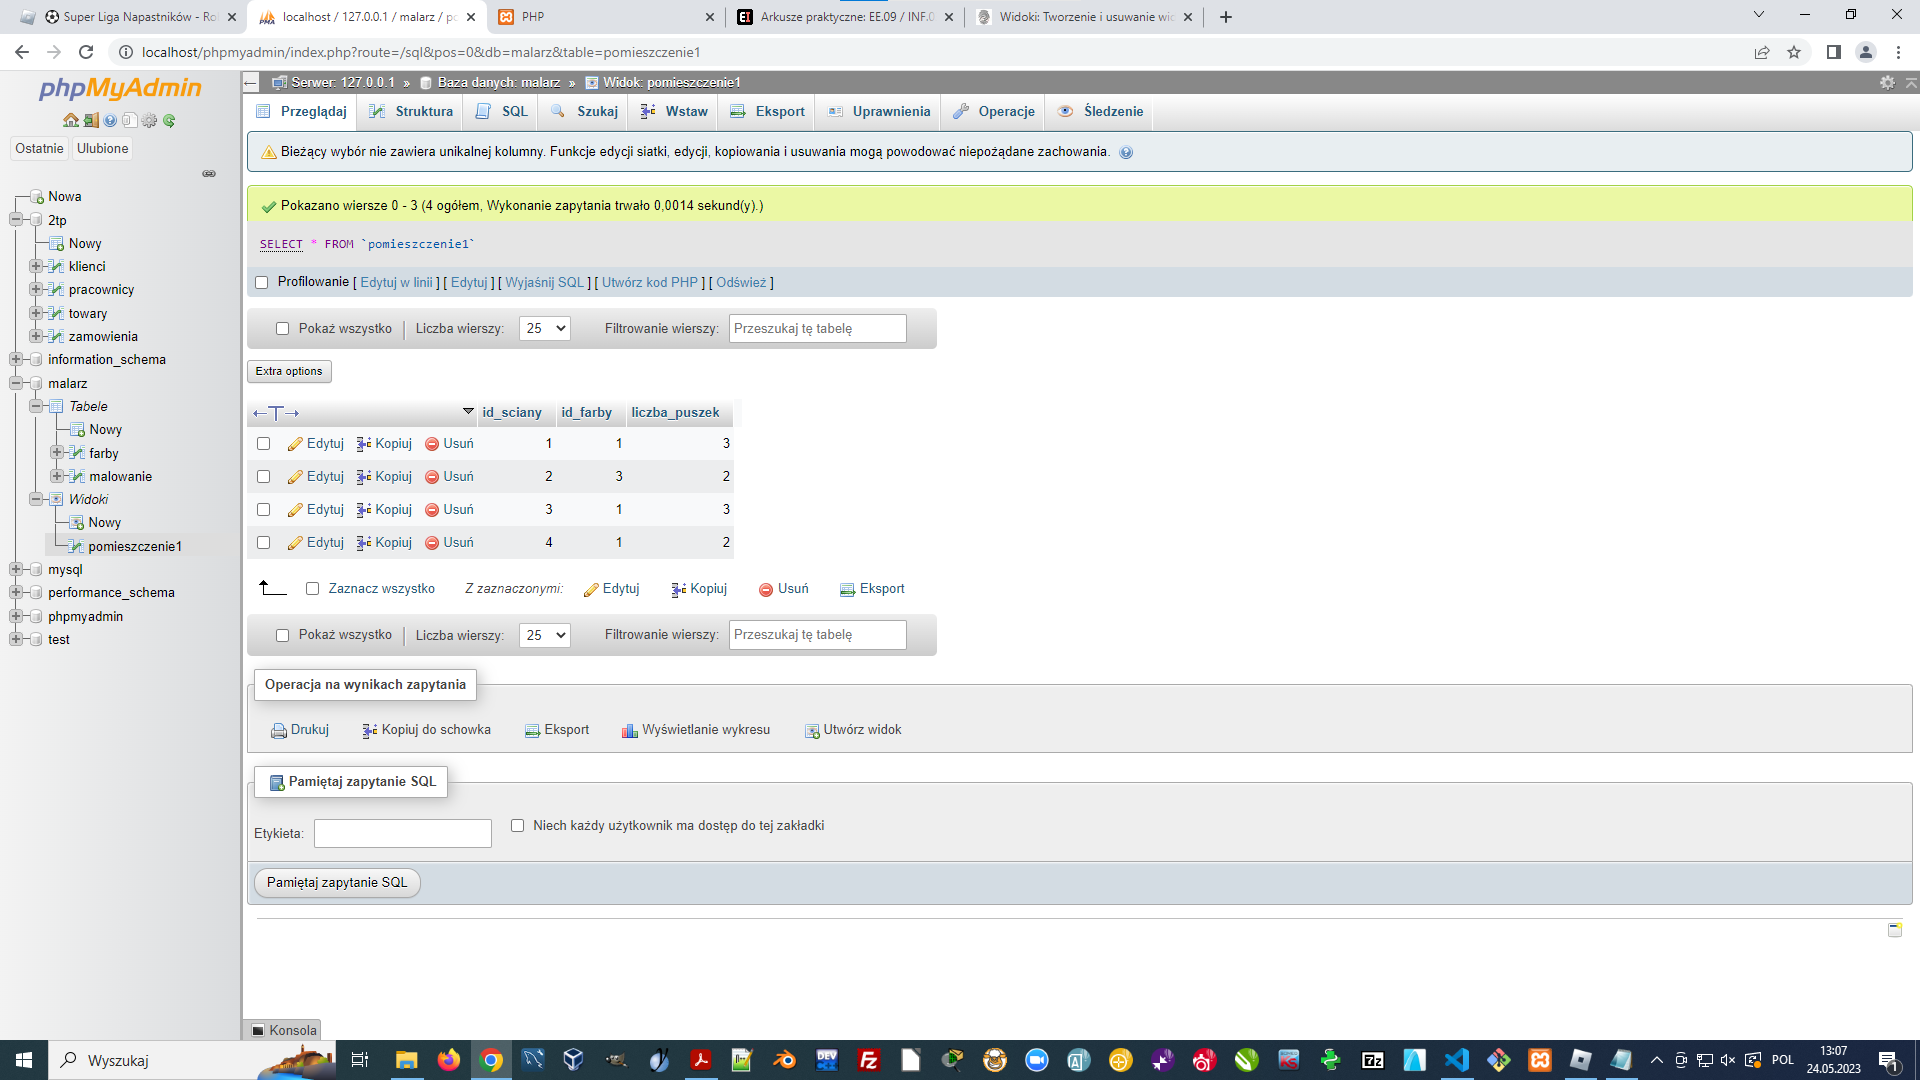 Super Liga Napastników - Ro
localhost / 127.0.0.1 / malarz / po
PHP
Arkusze praktyczne: EE.09 / INF.0
Widoki: Tworzenie i usuwanie wid
localhost/phpmyadmin/index.php?route=/sql&pos=0&db=malarz&table=pomieszczenie1
phpMyAdmin
Ostatnie
Ulubione
Nowa
2tp
Nowy
klienci
pracownicy
towary
zamowienia
information_schema
malarz
Tabele
Nowy
farby
malowanie
Widoki
Nowy
pomieszczenie1
mysql
performance_schema
phpmyadmin
test
Serwer: 127.0.0.1 » Baza danych: malarz » Widok: pomieszczenie1
Przeglądaj Struktura SQL Szukaj Wstaw Eksport Uprawnienia Operacje Śledzenie
Bieżący wybór nie zawiera unikalnej kolumny. Funkcje edycji siatki, edycji, kopiowania i usuwania mogą powodować niepożądane zachowania.
Pokazano wiersze 0 - 3 (4 ogółem, Wykonanie zapytania trwało 0,0014 sekund(y).)
SELECT * FROM `pomieszczenie1`
Profilowanie [ Edytuj w linii ] [ Edytuj ] [ Wyjaśnij SQL ] [ Utwórz kod PHP ] [ Odśwież ]
Pokaż wszystko | Liczba wierszy: 25 Filtrowanie wierszy: Przeszukaj tę tabelę
Extra options
←T→ id_sciany id_farby liczba_puszek
Edytuj Kopiuj Usuń 1 1 3
Edytuj Kopiuj Usuń 2 3 2
Edytuj Kopiuj Usuń 3 1 3
Edytuj Kopiuj Usuń 4 1 2
Zaznacz wszystko Z zaznaczonymi: Edytuj Kopiuj Usuń Eksport
Pokaż wszystko | Liczba wierszy: 25 Filtrowanie wierszy: Przeszukaj tę tabelę
Operacja na wynikach zapytania
Drukuj Kopiuj do schowka Eksport Wyświetlanie wykresu Utwórz widok
Pamiętaj zapytanie SQL
Etykieta: Niech każdy użytkownik ma dostęp do tej zakładki
Pamiętaj zapytanie SQL
Konsola
Wyszukaj
POL
13:07
24.05.2023